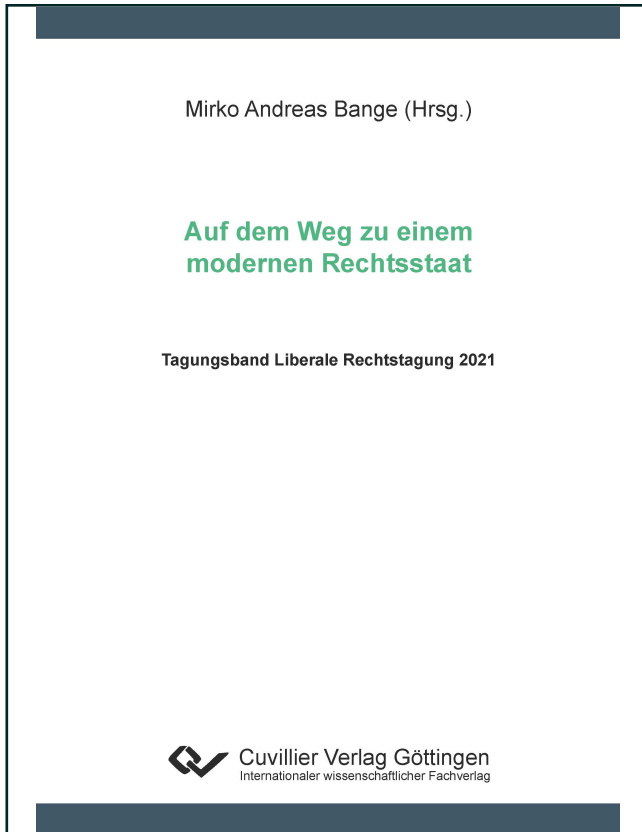 Mirko Andreas Bange (Hrsg.)
Auf dem Weg zu einem
modernen Rechtsstaat
Tagungsband Liberale Rechtstagung 2021
Cuvillier Verlag Göttingen
Internationaler wissenschaftlicher Fachverlag